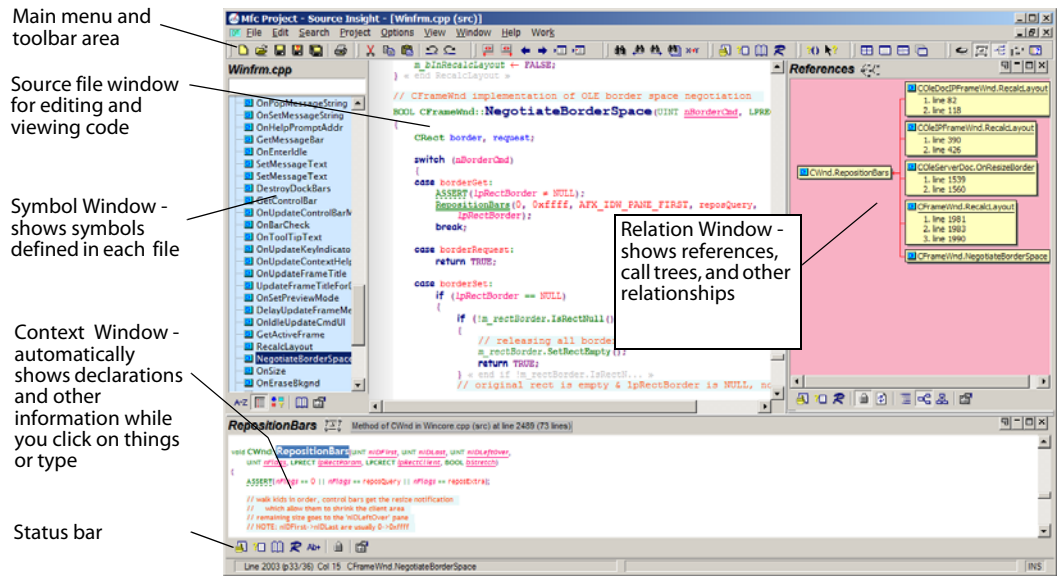 Main menu and
toolbar area
Source file window
for editing and
viewing code
Symbol Window -
shows symbols
defined in each file
Context Window -
automatically
shows declarations
and other
information while
you click on things
or type
Status bar
Mfc Project - Source Insight - [Winfrm.cpp (src)]
File Edit Search Project Options View Window Help Work
Winfrm.cpp
OnPopMessageString
OnSetMessageString
OnHelpPromptAddr
GetMessageBar
OnEnterIdle
SetMessageText
SetMessageText
DestroyDockBars
GetControlBar
OnUpdateControlBarM
OnBarCheck
OnToolTipText
OnUpdateKeyIndicato
OnUpdateContextHelp
OnUpdateFrameTitle
UpdateFrameTitleForD
OnSetPreviewMode
DelayUpdateFrameMe
OnIdleUpdateCmdUI
GetActiveFrame
RecalcLayout
NegotiateBorderSpace
OnSize
OnEraseBkgnd
A-Z
m_bInRecalcLayout ← FALSE;
} « end RecalcLayout »
// CFrameWnd implementation of OLE border space negotiation
BOOL CFrameWnd::NegotiateBorderSpace(UINT nBorderCmd, LPRE
{
CRect border, request;
switch (nBorderCmd)
{
case borderGet:
ASSERT(lpRectBorder ≠ NULL);
RepositionBars(0, 0xffff, AFX_IDW_PANE_FIRST, reposQuery,
lpRectBorder);
break;
case borderRequest:
return TRUE;
case borderSet:
if (lpRectBorder == NULL)
{
if (!m_rectBorder.IsRectNull()
{
// releasing all borde
m_rectBorder.SetRectEmpty();
return TRUE;
} « end if !m_rectBorder.IsRectN... »
// original rect is empty & lpRectBorder is NULL, no
Relation Window -
shows references,
call trees, and other
relationships
References
CWnd.RepositionBars
COleDocIPFrameWnd.RecalcLayout
1. line 82
2. line 118
COleIPFrameWnd.RecalcLayout
1. line 390
2. line 426
COleServerDoc.OnResizeBorder
1. line 1539
2. line 1560
CFrameWnd.RecalcLayout
1. line 1981
2. line 1983
3. line 1990
CFrameWnd.NegotiateBorderSpace
RepositionBars Method of CWnd in Wincore.cpp (src) at line 2489 (73 lines)
void CWnd::RepositionBars(UINT nIDFirst, UINT nIDLast, UINT nIDLeftOver,
UINT nFlags, LPRECT lpRectParam, LPCRECT lpRectClient, BOOL bStretch)
{
ASSERT(nFlags == 0 || nFlags == reposQuery || nFlags == reposExtra);
// walk kids in order, control bars get the resize notification
// which allow them to shrink the client area
// remaining size goes to the 'nIDLeftOver' pane
// NOTE: nIDFirst->nIDLast are usually 0->0xffff
Ab+
Line 2003 (p33/36) Col 15 CFrameWnd.NegotiateBorderSpace
INS